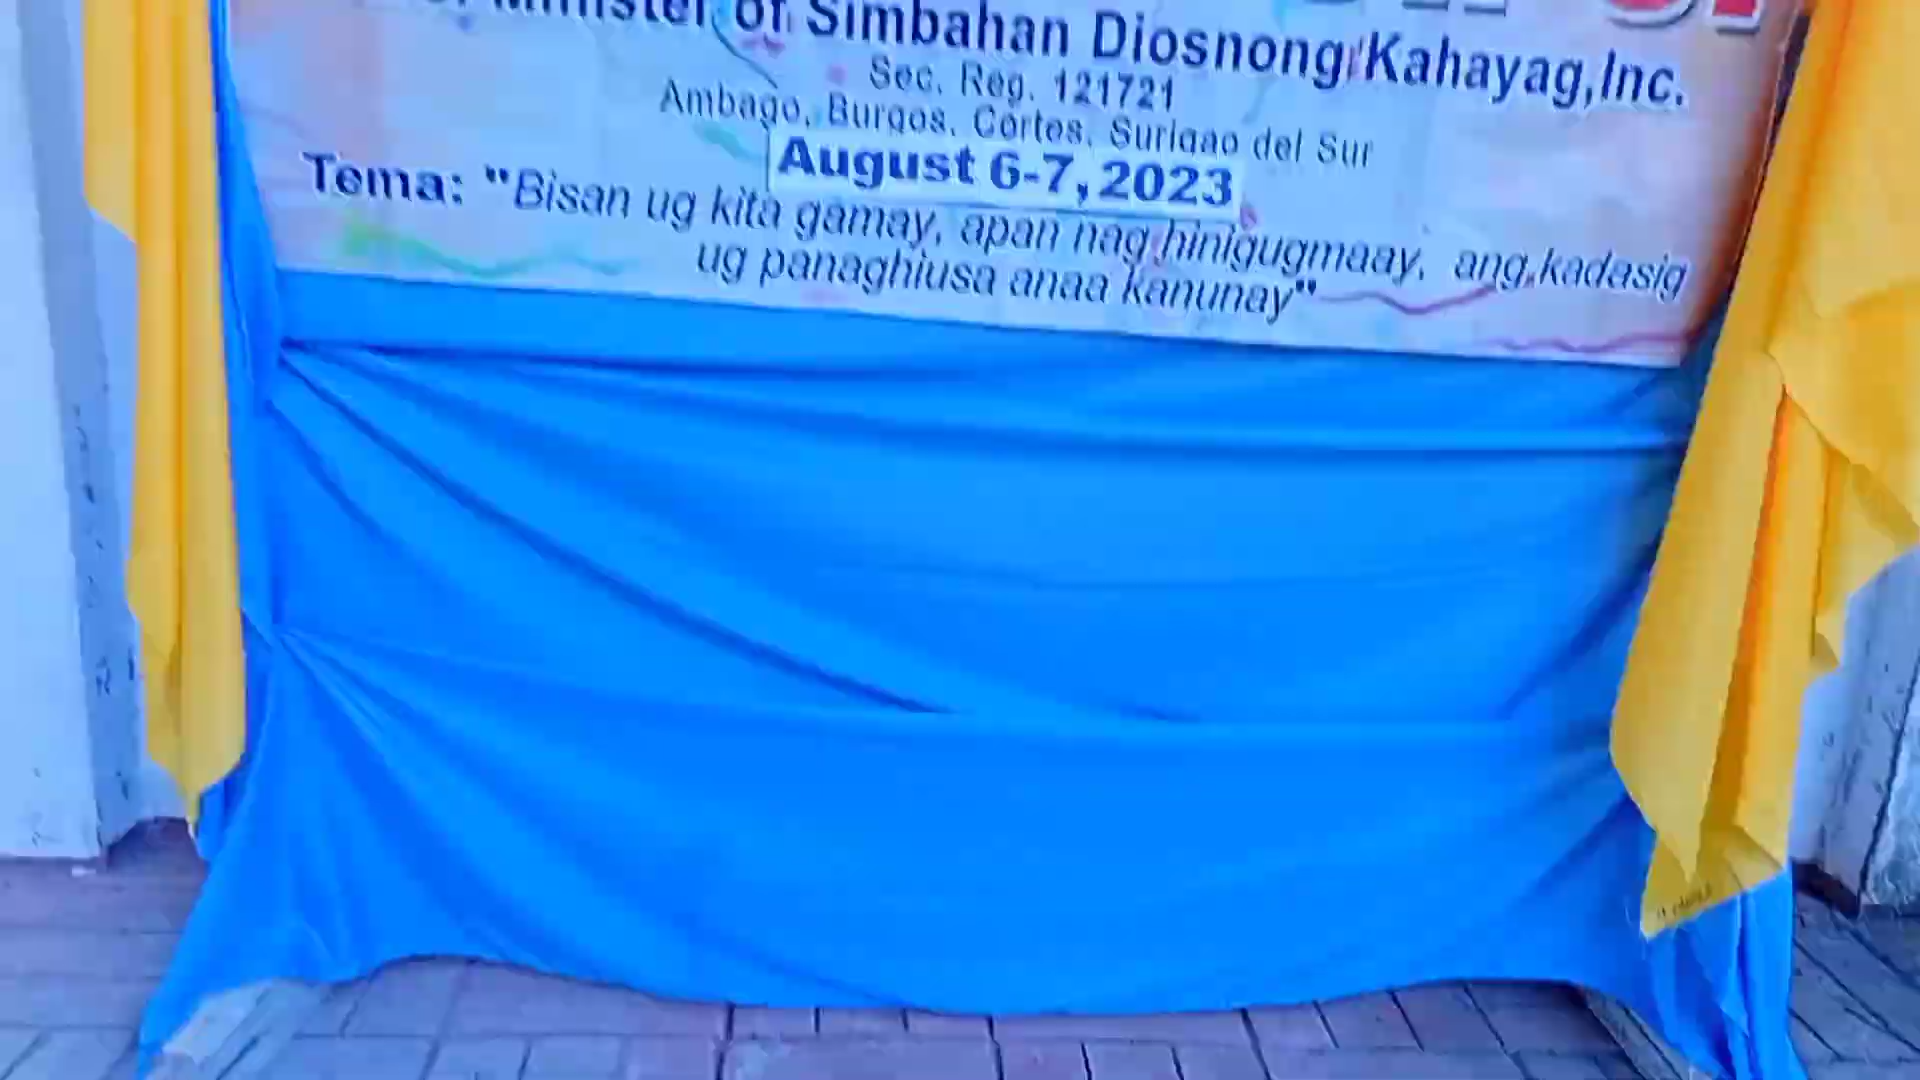 Minister of Simbahan Diosnong Kahayag,Inc.
Sec. Reg. 121721
Ambago, Burgos, Cortes, Surigao del Sur
August 6-7, 2023
Tema: "Bisan ug kita gamay, apan nag hinigugmaay, ang kadasig
ug panaghiusa anaa kanunay"